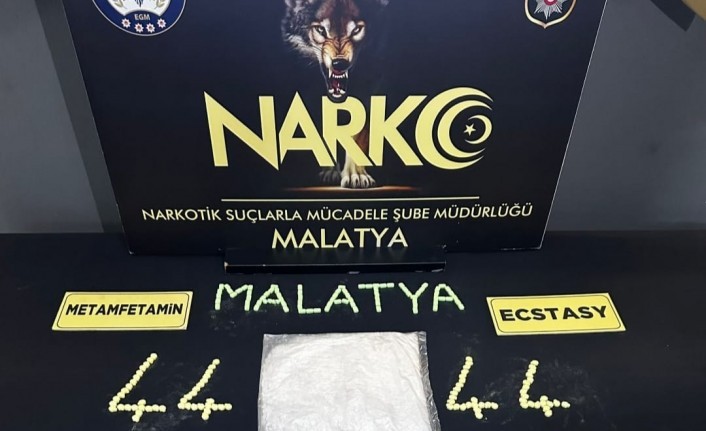 EGM
NARKO
NARKOTİK SUÇLARLA MÜCADELE ŞUBE MÜDÜRLÜĞÜ
MALATYA
MALATYA
METAMFETAMİN
ECSTASY
44
44